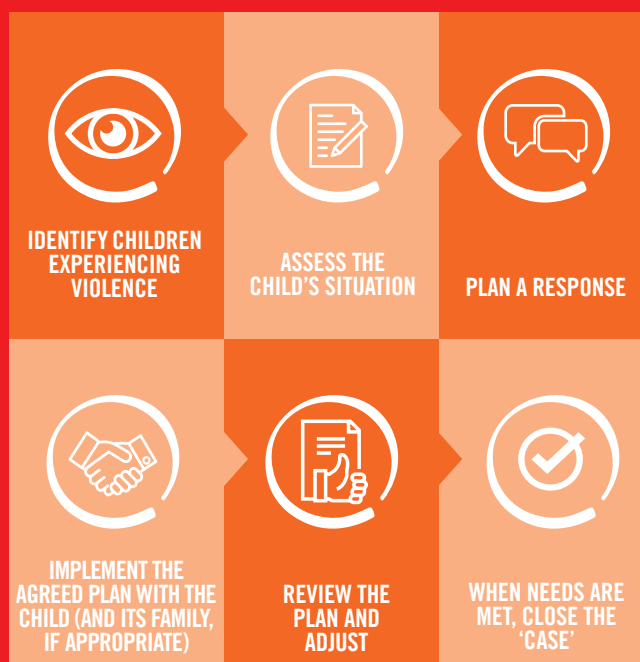 IDENTIFY CHILDREN
EXPERIENCING
VIOLENCE
ASSESS THE
CHILD'S SITUATION
PLAN A RESPONSE
IMPLEMENT THE
AGREED PLAN WITH THE
CHILD (AND ITS FAMILY,
IF APPROPRIATE)
REVIEW THE
PLAN AND
ADJUST
WHEN NEEDS ARE
MET, CLOSE THE
‘CASE’